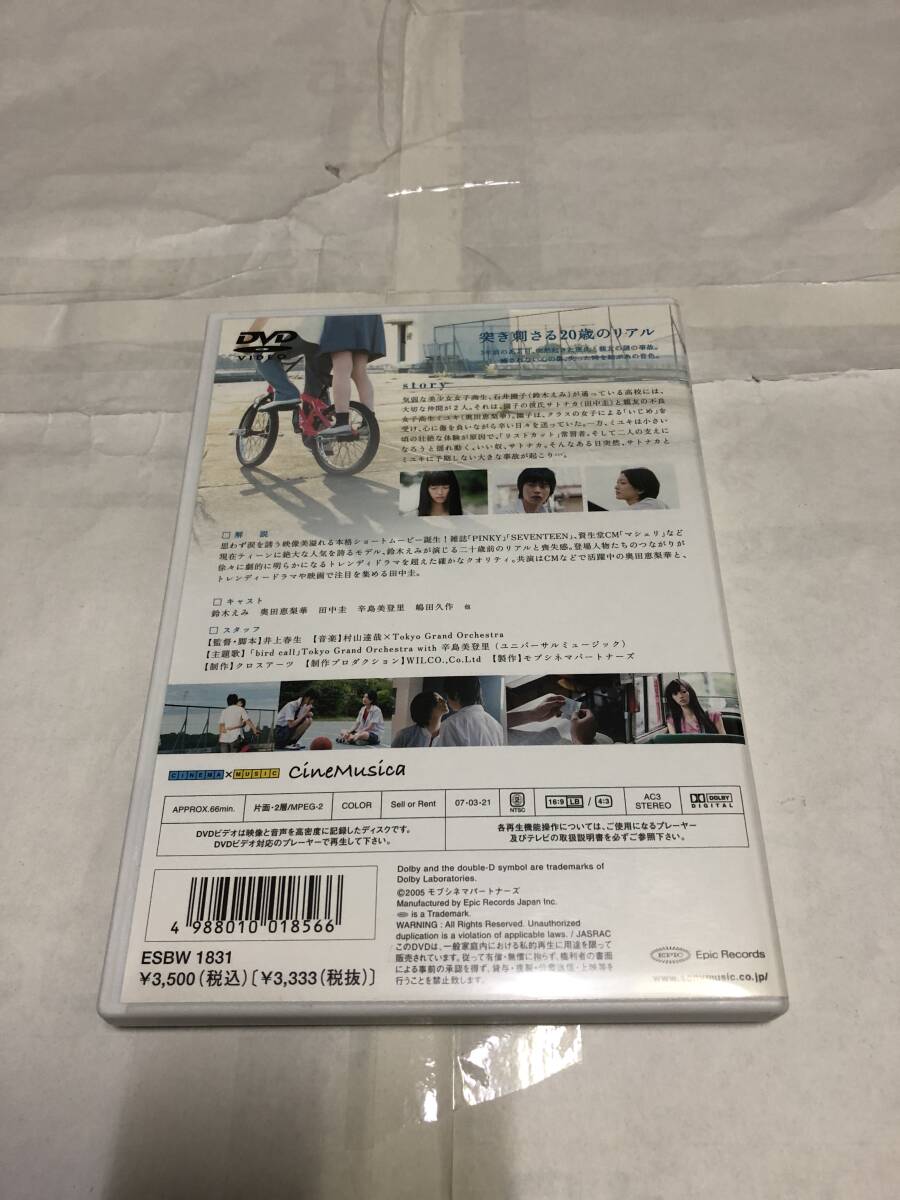 DVD
VIDEO
突き刺さる20歳のリアル
story
気弱な美少女女子高生、石井園子(鈴木えみ)が通っている高校には、
大切な仲間が2人。それは、園子の彼氏サトナカ(田中圭)と親友の不良
女子高生ミユキ(奥田恵梨華)。園子は、クラスの女子による「いじめ」を
受け、心に傷を負いながら辛い日々を送っていた。一方、ミユキは小さい
頃の壮絶な体験が原因で、「リストカット」常習者。そして二人の支えに
なろうと揺れ動く、いい奴、サトナカ。そんなある日突然、サトナカと
ミユキに予期しない大きな事故が起こり…。
□解 説
思わず涙を誘う映像美溢れる本格ショートムービー誕生!雑誌「PINKY」「SEVENTEEN」、資生堂CM「マシェリ」など
現在ティーンに絶大な人気を誇るモデル、鈴木えみが演じる二十歳前のリアルと喪失感。登場人物たちのつながりが
徐々に劇的に明らかになるトレンディドラマを超えた確かなクオリティ。共演はCMなどで活躍中の奥田恵梨華と、
トレンディードラマや映画で注目を集める田中圭。
□キャスト
鈴木えみ 奥田恵梨華 田中圭 辛島美登里 嶋田久作 他
□スタッフ
【監督・脚本】井上春生 【音楽】村山達哉×Tokyo Grand Orchestra
【主題歌】「bird call」Tokyo Grand Orchestra with 辛島美登里(ユニバーサルミュージック)
【制作】クロスアーツ 【制作プロダクション】WILCO.,Co.Ltd 【製作】モブシネマパートナーズ
CINEMA×MUSIC CineMusica
APPROX.66min. 片面・2層/MPEG-2 COLOR Sell or Rent 07・03・21 NTSC 16:9 LB / 4:3 AC3 STEREO DOLBY DIGITAL
DVDビデオは映像と音声を高密度に記録したディスクです。
DVDビデオ対応のプレーヤーで再生して下さい。
各再生機能操作については、ご使用になるプレーヤー
及びテレビの取扱説明書を必ずご参照下さい。
4 988010 018566
ESBW 1831
¥3,500(税込)〔¥3,333(税抜)〕
Dolby and the double-D symbol are trademarks of
Dolby Laboratories.
©2005 モブシネマパートナーズ
Manufactured by Epic Records Japan Inc.
is a Trademark.
WARNING : All Rights Reserved. Unauthorized
duplication is a violation of applicable laws. / JASRAC
このDVDは、一般家庭内における私的再生に用途を限って
販売されています。従って有償・無償に拘らず、権利者の書面
による事前の承認を得ず、貸与・複製・公衆送信・上映等を
行うことを禁止致します。
EPIC Epic Records
www.sonymusic.co.jp/